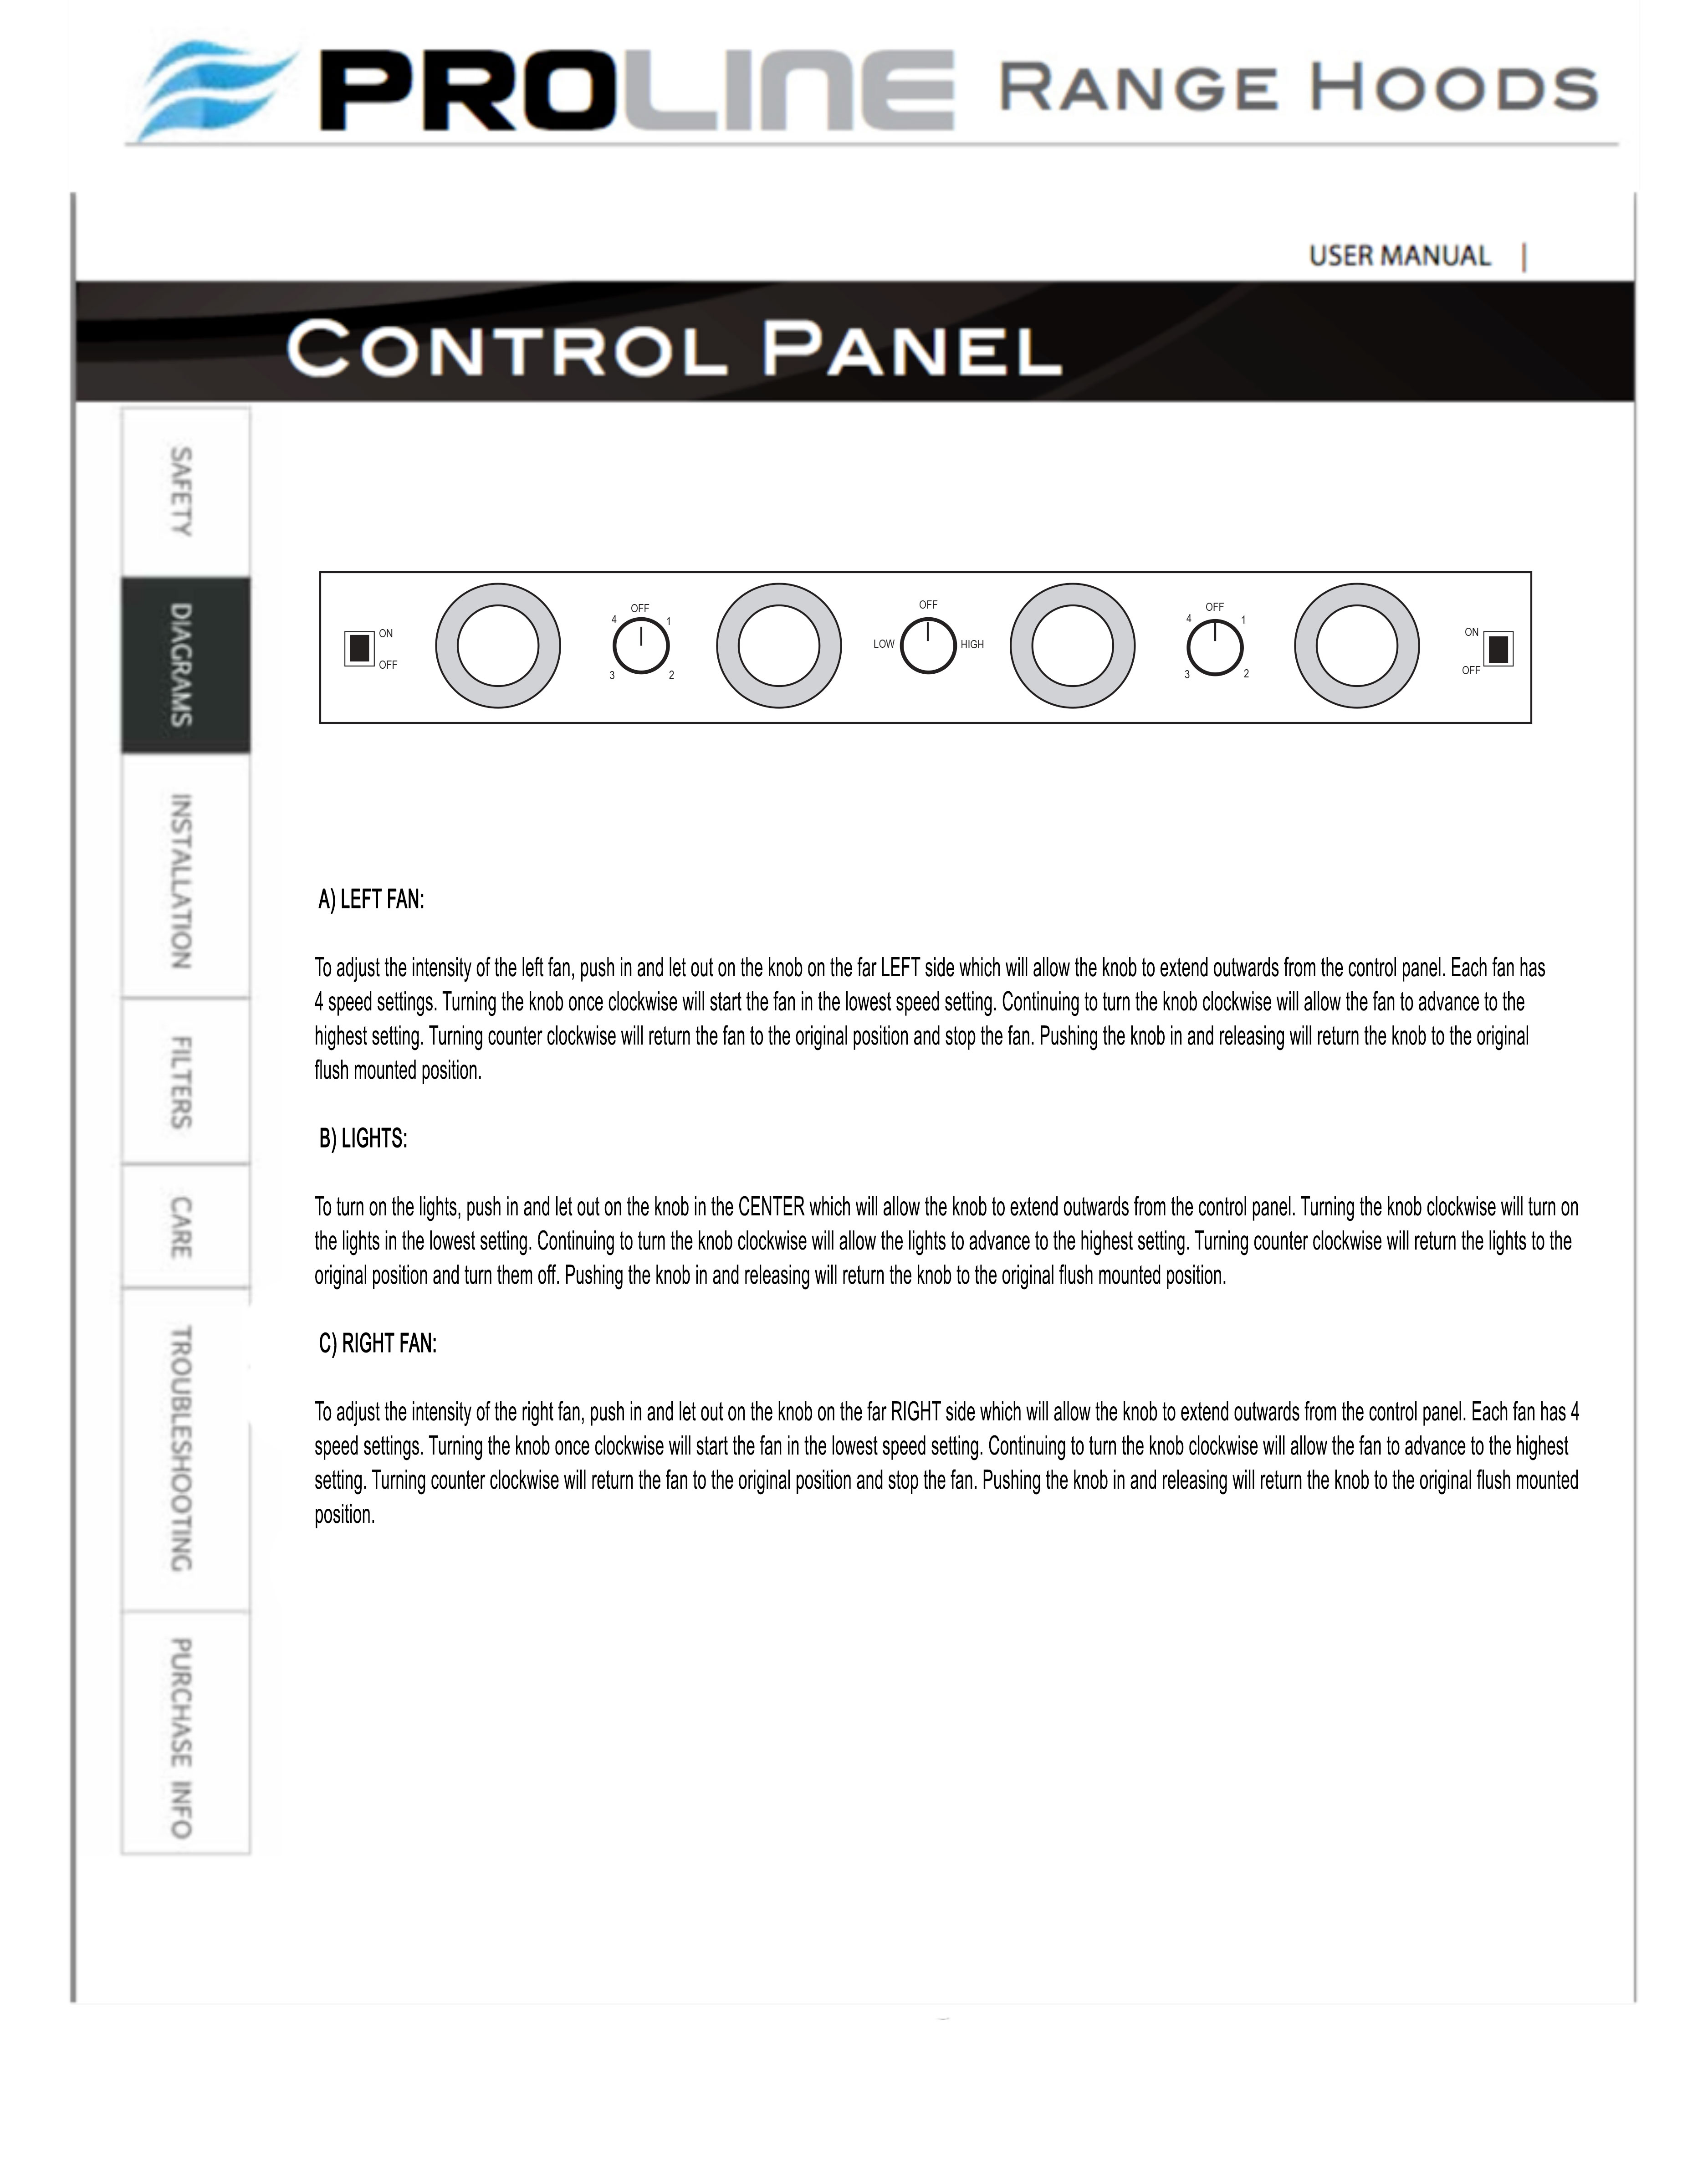 PROLINE RANGE HOODS
USER MANUAL |
CONTROL PANEL
SAFETY
DIAGRAMS
INSTALLATION
FILTERS
CARE
TROUBLESHOOTING
PURCHASE INFO
ON
OFF
OFF
4 1
3 2
OFF
LOW HIGH
OFF
4 1
3 2
ON
OFF
A) LEFT FAN:
To adjust the intensity of the left fan, push in and let out on the knob on the far LEFT side which will allow the knob to extend outwards from the control panel. Each fan has
4 speed settings. Turning the knob once clockwise will start the fan in the lowest speed setting. Continuing to turn the knob clockwise will allow the fan to advance to the
highest setting. Turning counter clockwise will return the fan to the original position and stop the fan. Pushing the knob in and releasing will return the knob to the original
flush mounted position.
B) LIGHTS:
To turn on the lights, push in and let out on the knob in the CENTER which will allow the knob to extend outwards from the control panel. Turning the knob clockwise will turn on
the lights in the lowest setting. Continuing to turn the knob clockwise will allow the lights to advance to the highest setting. Turning counter clockwise will return the lights to the
original position and turn them off. Pushing the knob in and releasing will return the knob to the original flush mounted position.
C) RIGHT FAN:
To adjust the intensity of the right fan, push in and let out on the knob on the far RIGHT side which will allow the knob to extend outwards from the control panel. Each fan has 4
speed settings. Turning the knob once clockwise will start the fan in the lowest speed setting. Continuing to turn the knob clockwise will allow the fan to advance to the highest
setting. Turning counter clockwise will return the fan to the original position and stop the fan. Pushing the knob in and releasing will return the knob to the original flush mounted
position.